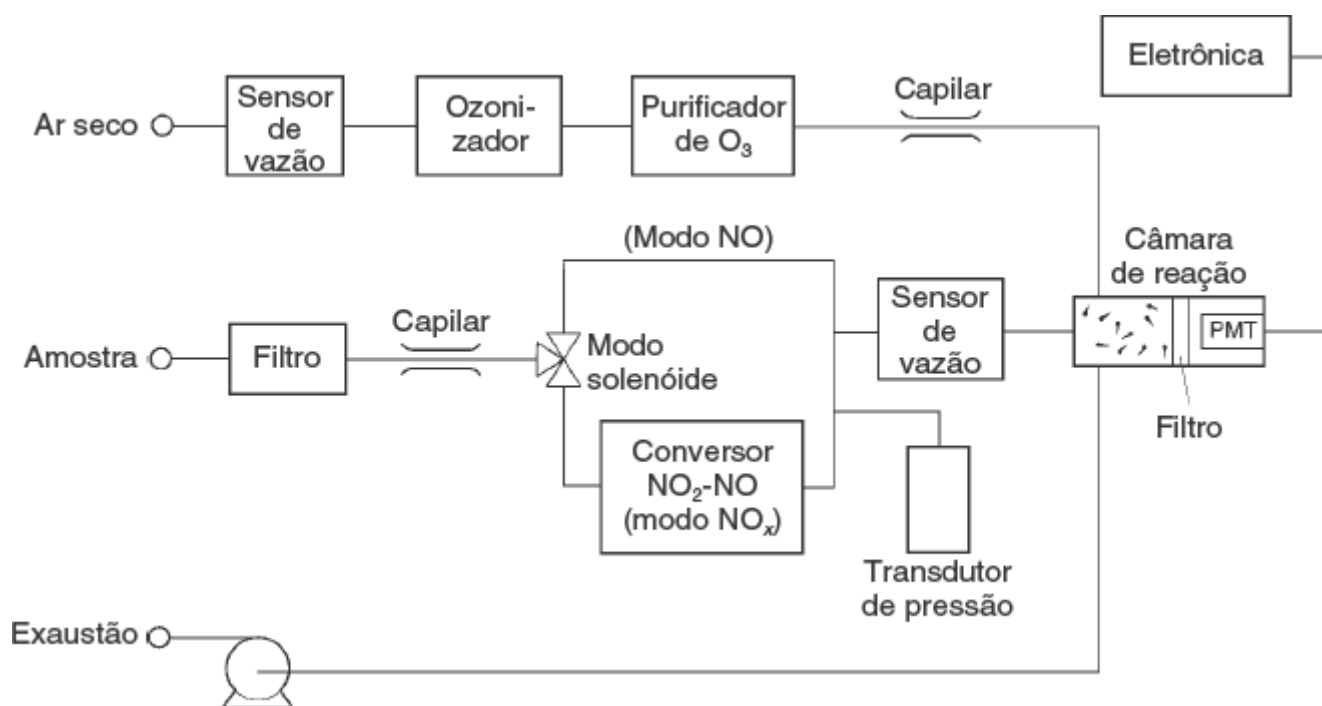 Eletrônica
Ar seco
Sensor
de
vazão
Ozoni-
zador
Purificador
de O₃
Capilar
(Modo NO)
Câmara
de reação
Amostra
Filtro
Capilar
Modo
solenóide
Sensor
de
vazão
PMT
Filtro
Conversor
NO₂-NO
(modo NOₓ)
Transdutor
de pressão
Exaustão